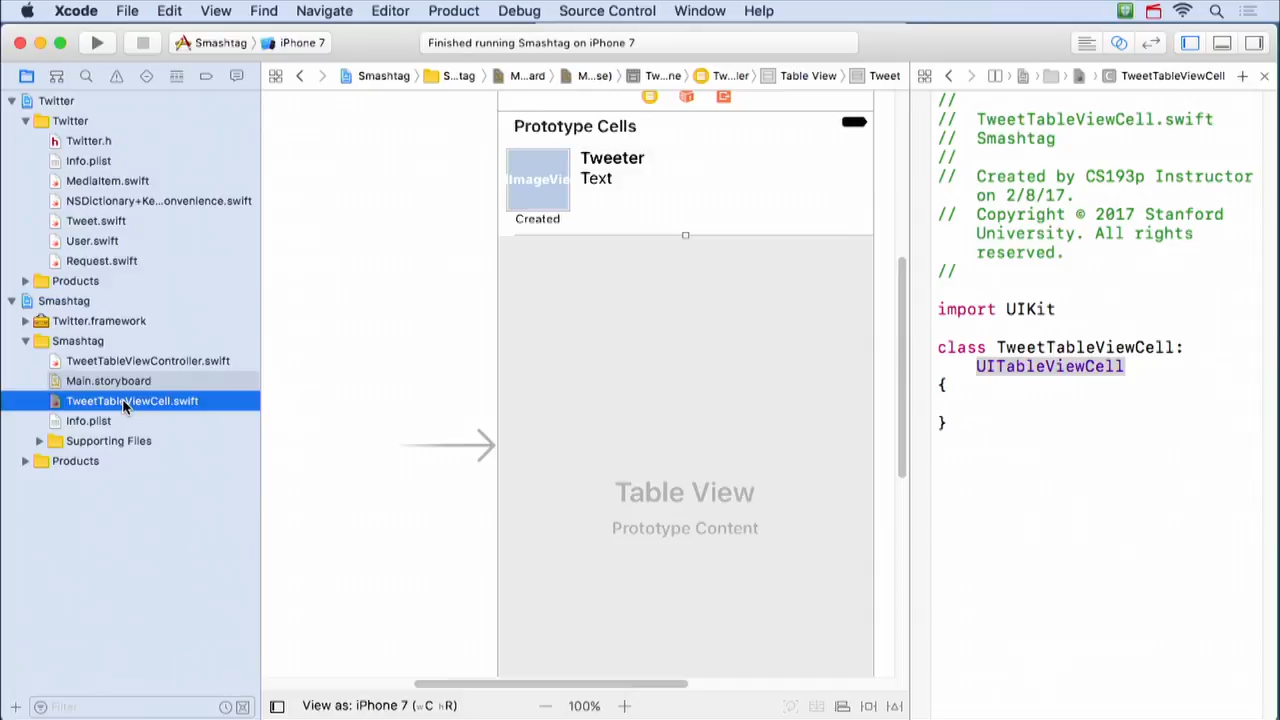 Xcode File Edit View Find Navigate Editor Product Debug Source Control Window Help
Smashtag iPhone 7
Finished running Smashtag on iPhone 7
Smashtag S...tag M...ard M...se) Tw...ne Tw...ler Table View Tweet
TweetTableViewCell
Twitter
Twitter
Twitter.h
Info.plist
MediaItem.swift
NSDictionary+Ke...onvenience.swift
Tweet.swift
User.swift
Request.swift
Products
Smashtag
Twitter.framework
Smashtag
TweetTableViewController.swift
Main.storyboard
TweetTableViewCell.swift
Info.plist
Supporting Files
Products
Filter
Prototype Cells
Tweeter
Text
Created
Table View
Prototype Content
View as: iPhone 7 (wC hR)
100%
//
// TweetTableViewCell.swift
// Smashtag
//
// Created by CS193p Instructor
on 2/8/17.
// Copyright © 2017 Stanford
University. All rights
reserved.
//
import UIKit
class TweetTableViewCell:
UITableViewCell
{
}